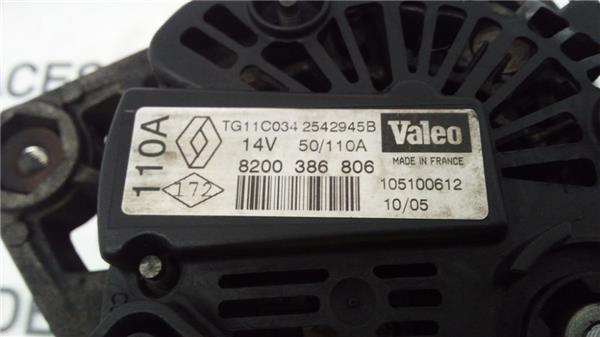 110A
TG11C034 2542945B
14V 50/110A
8200 386 806
172
Valeo
MADE IN FRANCE
105100612
10/05